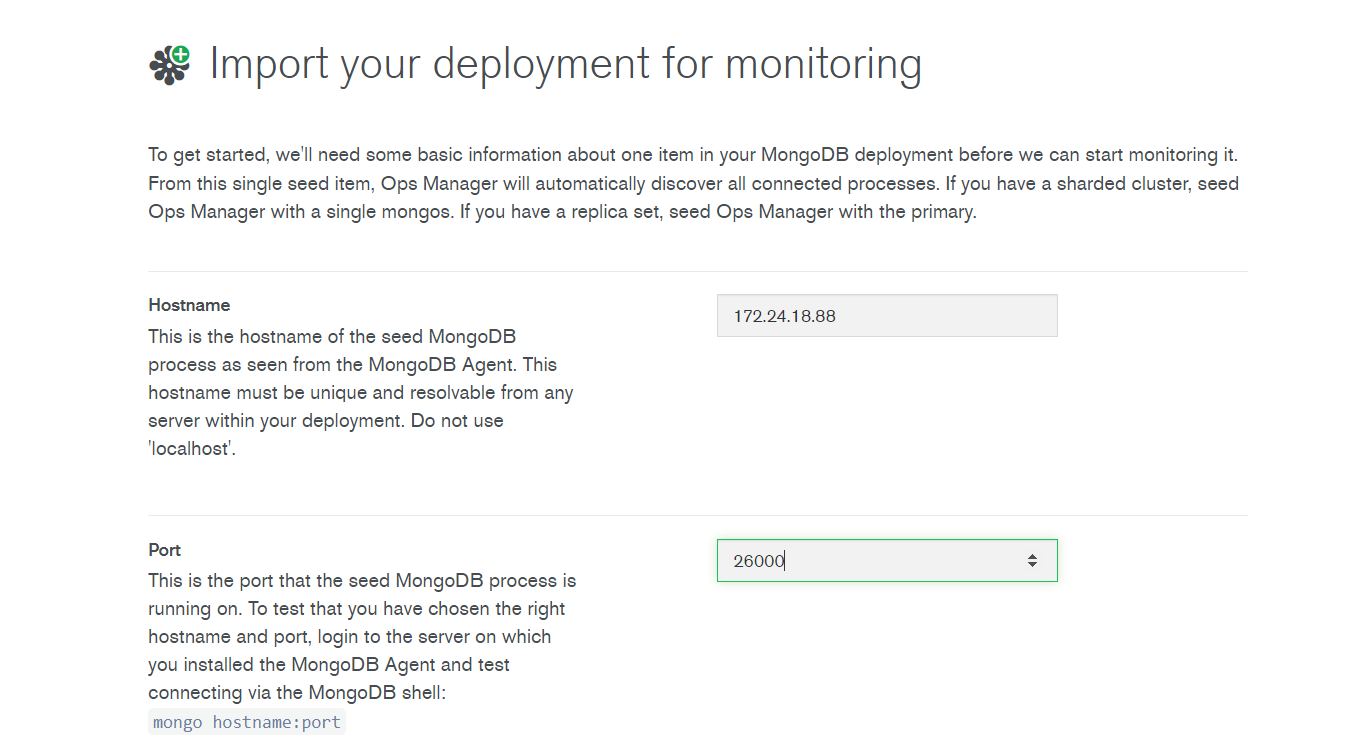 Import your deployment for monitoring
To get started, we'll need some basic information about one item in your MongoDB deployment before we can start monitoring it.
From this single seed item, Ops Manager will automatically discover all connected processes. If you have a sharded cluster, seed
Ops Manager with a single mongos. If you have a replica set, seed Ops Manager with the primary.
Hostname
172.24.18.88
This is the hostname of the seed MongoDB
process as seen from the MongoDB Agent. This
hostname must be unique and resolvable from any
server within your deployment. Do not use
'localhost'.
Port
26000
This is the port that the seed MongoDB process is
running on. To test that you have chosen the right
hostname and port, login to the server on which
you installed the MongoDB Agent and test
connecting via the MongoDB shell:
mongo hostname:port